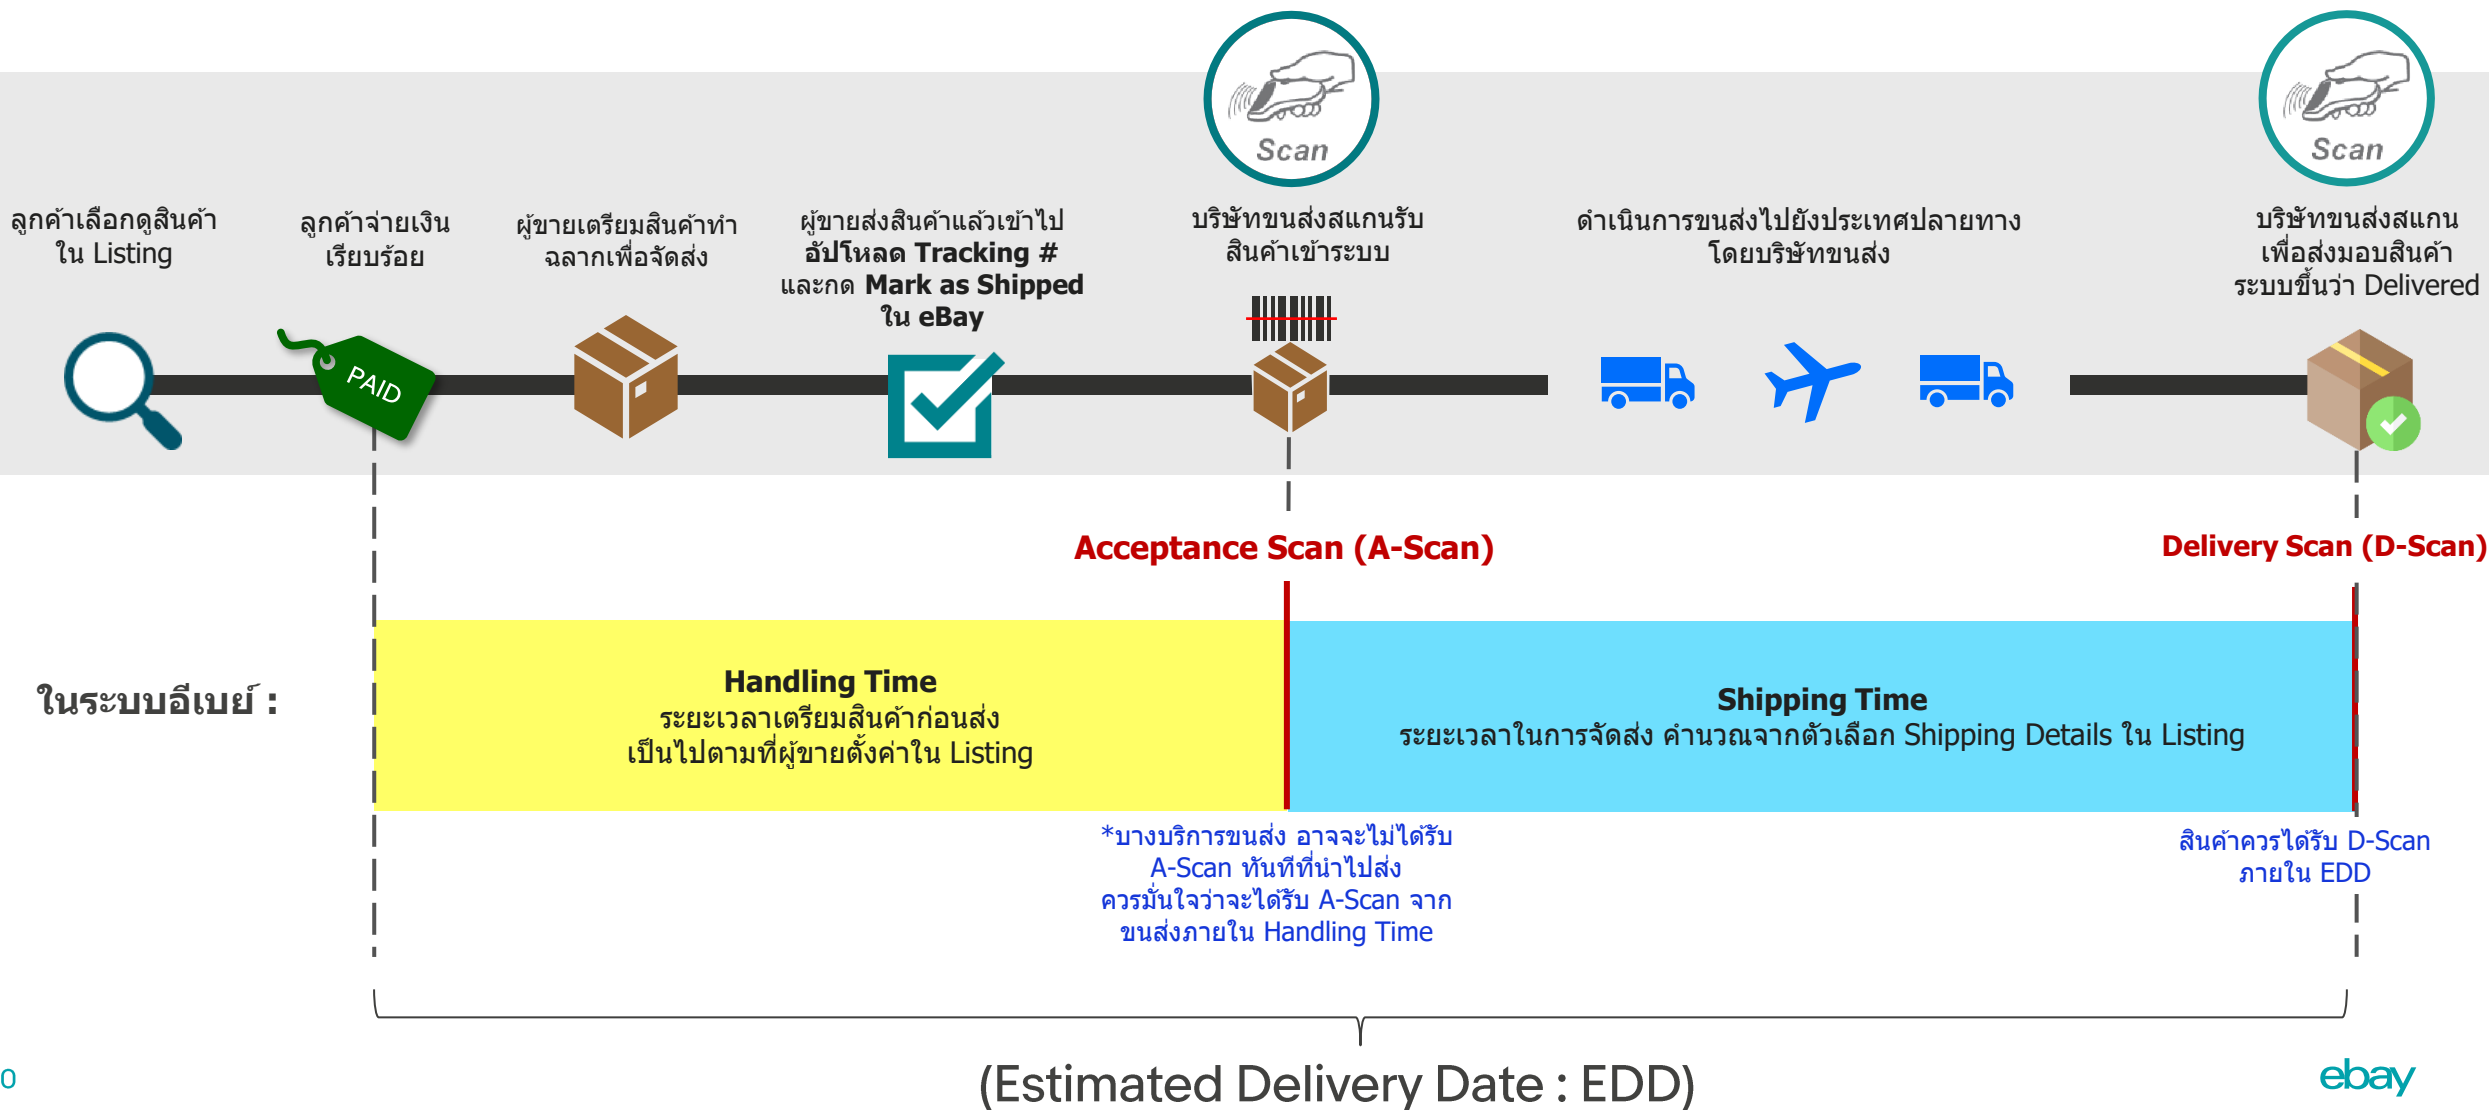 Scan
Scan
ลูกค้าเลือกดูสินค้า
ใน Listing
ลูกค้าจ่ายเงิน
เรียบร้อย
ผู้ขายเตรียมสินค้าทำ
ฉลากเพื่อจัดส่ง
ผู้ขายส่งสินค้าแล้วเข้าไป
อัปโหลด Tracking #
และกด Mark as Shipped
ใน eBay
บริษัทขนส่งสแกนรับ
สินค้าเข้าระบบ
ดำเนินการขนส่งไปยังประเทศปลายทาง
โดยบริษัทขนส่ง
บริษัทขนส่งสแกน
เพื่อส่งมอบสินค้า
ระบบขึ้นว่า Delivered
PAID
Acceptance Scan (A-Scan)
Delivery Scan (D-Scan)
ในระบบอีเบย์ :
Handling Time
ระยะเวลาเตรียมสินค้าก่อนส่ง
เป็นไปตามที่ผู้ขายตั้งค่าใน Listing
Shipping Time
ระยะเวลาในการจัดส่ง คำนวณจากตัวเลือก Shipping Details ใน Listing
*บางบริการขนส่ง อาจจะไม่ได้รับ
A-Scan ทันทีที่นำไปส่ง
ควรมั่นใจว่าจะได้รับ A-Scan จาก
ขนส่งภายใน Handling Time
สินค้าควรได้รับ D-Scan
ภายใน EDD
(Estimated Delivery Date : EDD)
0
ebay